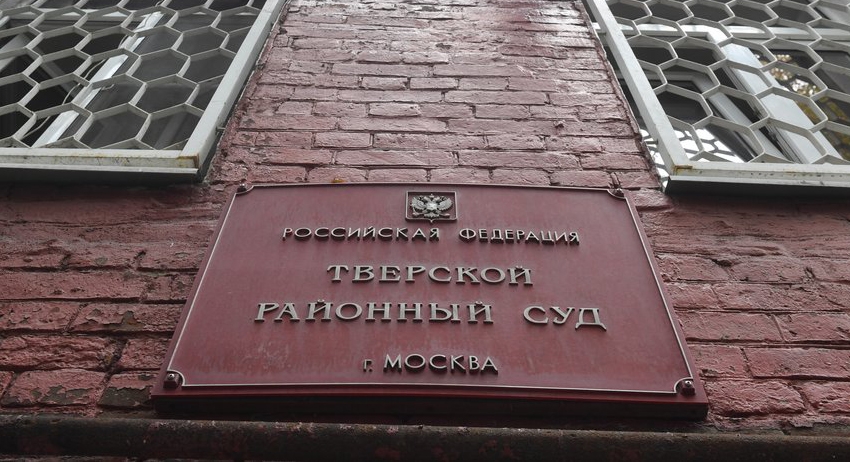 РОССИЙСКАЯ ФЕДЕРАЦИЯ
ТВЕРСКОЙ
РАЙОННЫЙ СУД
г. МОСКВА